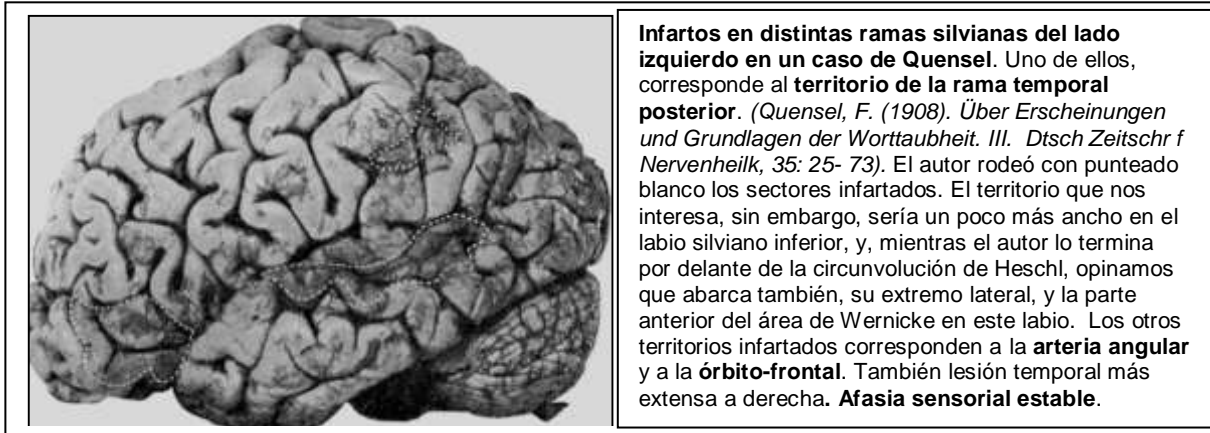 Infartos en distintas ramas silvianas del lado
izquierdo en un caso de Quensel. Uno de ellos,
corresponde al territorio de la rama temporal
posterior. (Quensel, F. (1908). Über Erscheinungen
und Grundlagen der Worttaubheit. III.  Dtsch Zeitschr f
Nervenheilk, 35: 25- 73). El autor rodeó con punteado
blanco los sectores infartados. El territorio que nos
interesa, sin embargo, sería un poco más ancho en el
labio silviano inferior, y, mientras el autor lo termina
por delante de la circunvolución de Heschl, opinamos
que abarca también, su extremo lateral, y la parte
anterior del área de Wernicke en este labio.  Los otros
territorios infartados corresponden a la arteria angular
y a la órbito-frontal. También lesión temporal más
extensa a derecha. Afasia sensorial estable.